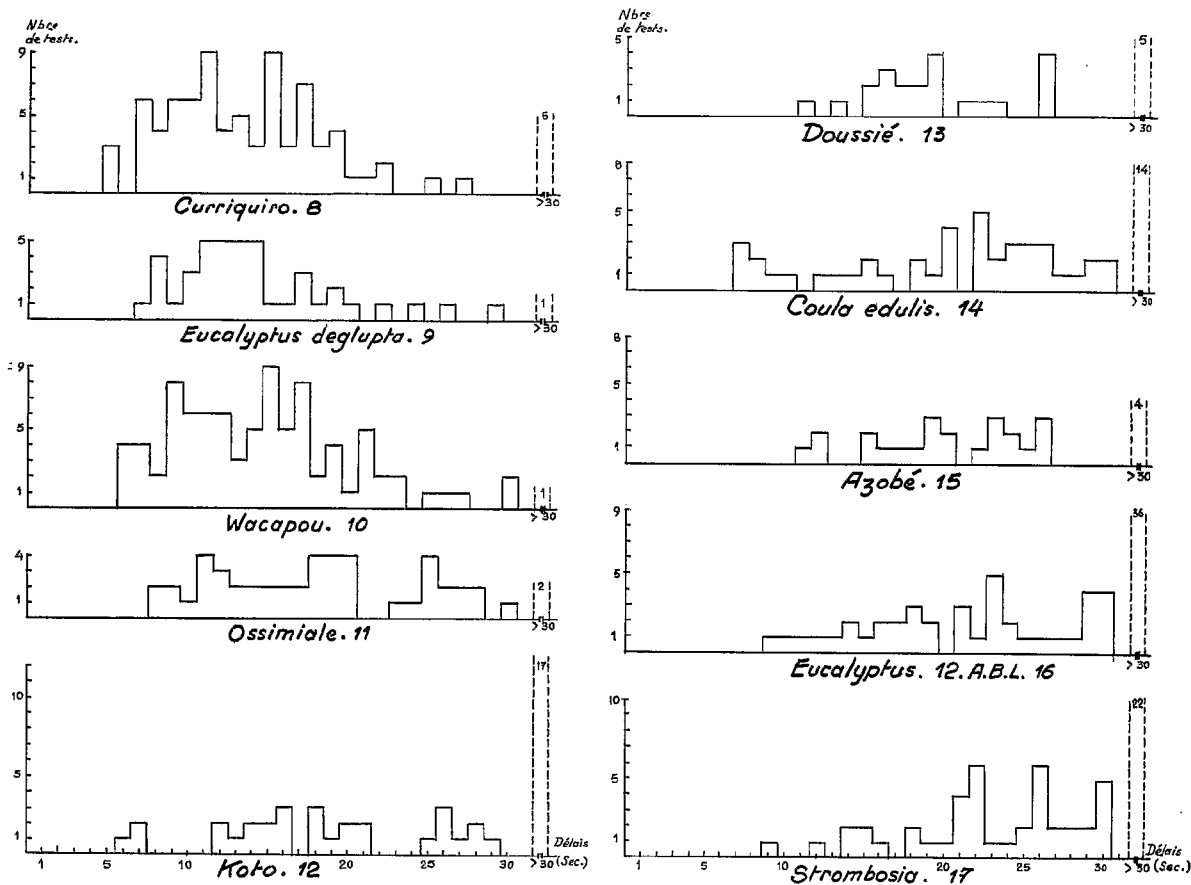 Nbre
de tests.
9
5
1
6
>30
Curriquiro. 8
5
1
1
>30
Eucalyptus deglupta. 9
9
5
1
1
>30
Wacapou. 10
4
1
2
>30
Ossimiale. 11
10
5
1
17
1 5 10 20 25 30 >30
Délais
(Sec.)
Koto. 12
Nbre
de tests.
5
1
5
>30
Doussié. 13
8
5
1
14
>30
Coula edulis. 14
8
5
1
4
>30
Azobé. 15
9
5
1
36
>30
Eucalyptus. 12. A.B.L. 16
10
5
1
22
1 5 10 20 25 30 >30
Délais
(Sec.)
Strombosia. 17